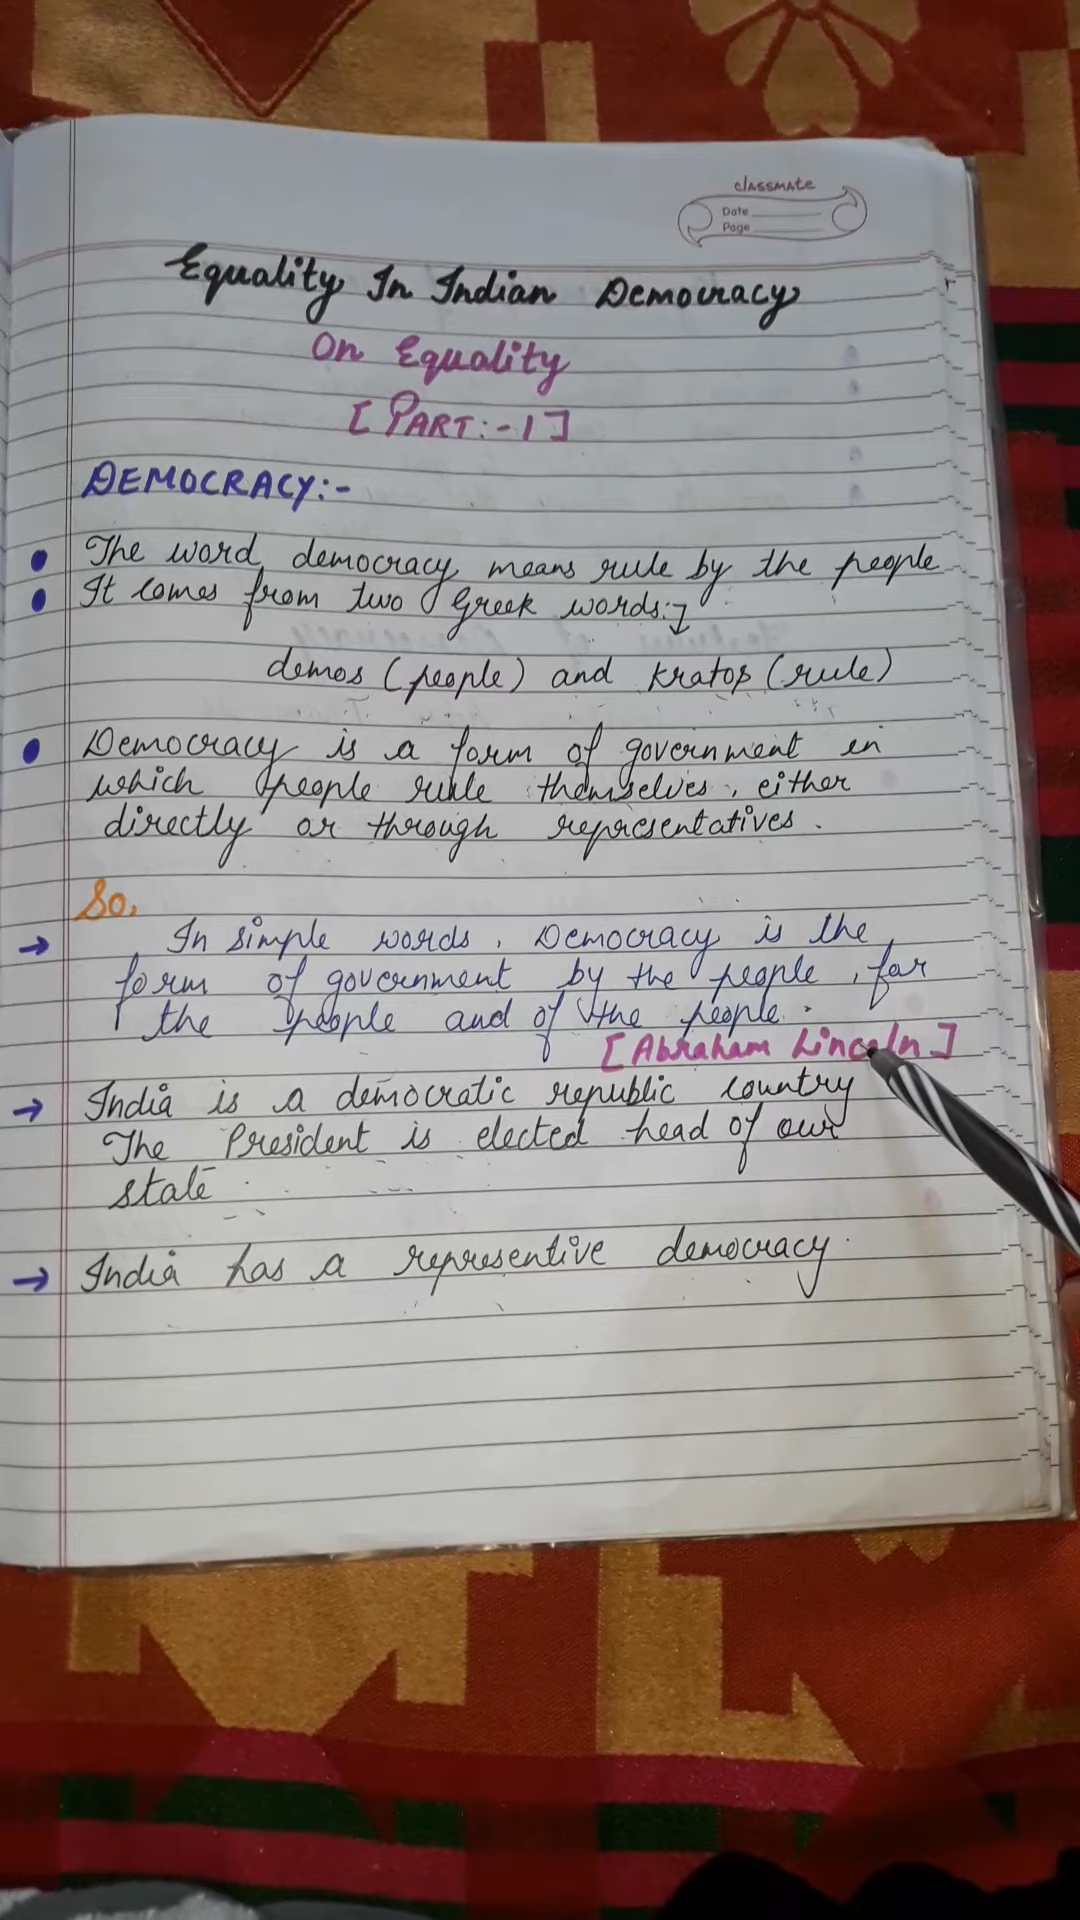 classmate
Date
Page
Equality In Indian Democracy
On Equality
[PART:-1]
DEMOCRACY:-
The word democracy means rule by the people
It comes from two Greek words:↴
demos (people) and kratos (rule)
Democracy is a form of government in
which people rule themselves, either
directly or through representatives.
So,
→ In simple words, Democracy is the
form of government by the people, for
the people and of the people.
[Abraham Lincoln]
→ India is a democratic republic country
The President is elected head of our
state
→ India has a representive democracy.